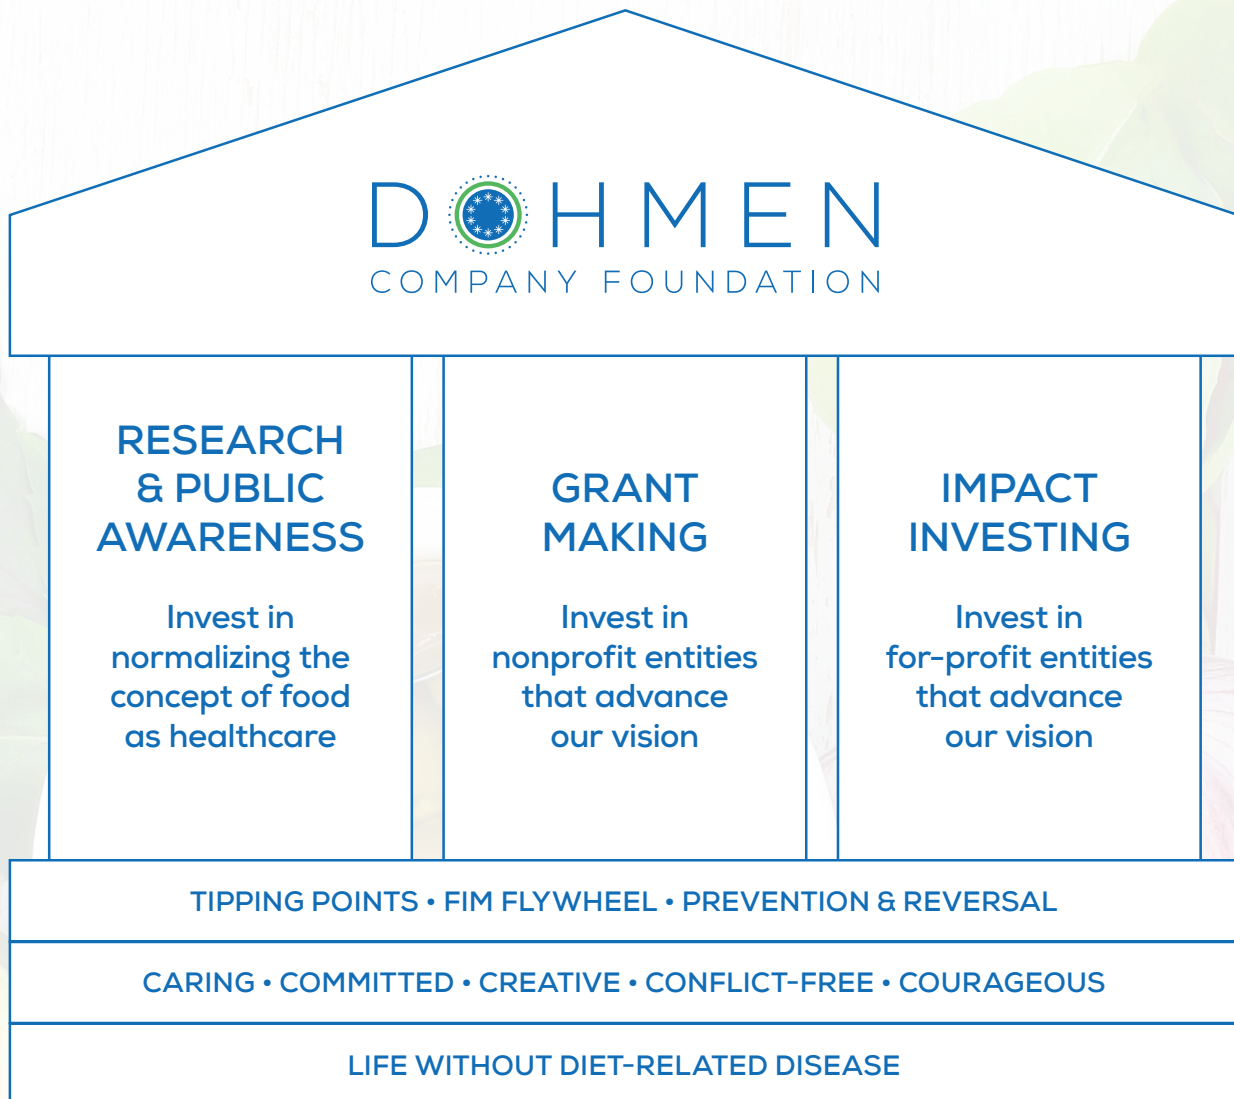 DOHMEN
COMPANY FOUNDATION
RESEARCH
& PUBLIC
AWARENESS
Invest in
normalizing the
concept of food
as healthcare
GRANT
MAKING
Invest in
nonprofit entities
that advance
our vision
IMPACT
INVESTING
Invest in
for-profit entities
that advance
our vision
TIPPING POINTS • FIM FLYWHEEL • PREVENTION & REVERSAL
CARING • COMMITTED • CREATIVE • CONFLICT-FREE • COURAGEOUS
LIFE WITHOUT DIET-RELATED DISEASE